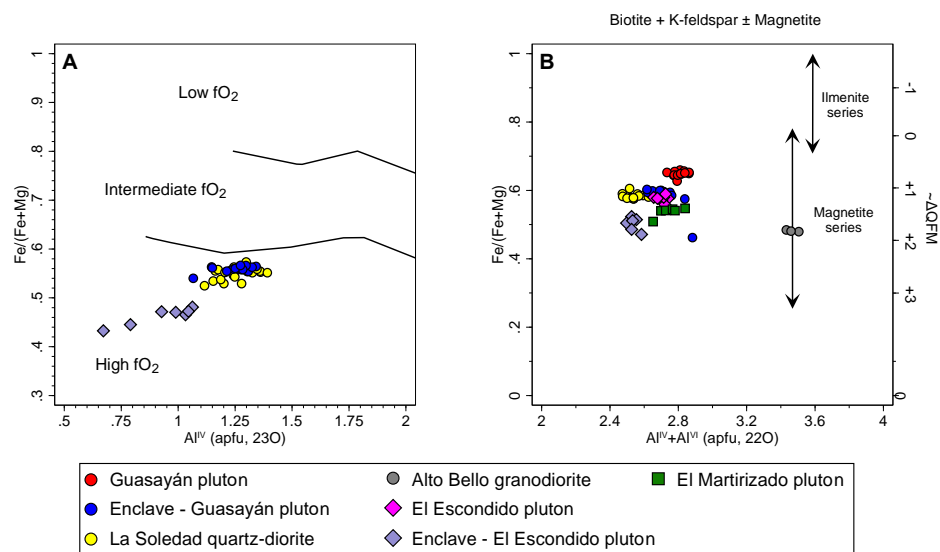 Biotite + K-feldspar ± Magnetite
A
Low fO2
Intermediate fO2
High fO2
1
.9
.8
.7
.6
.5
.4
.3
Fe/(Fe+Mg)
.5
.75
1
1.25
1.5
1.75
2
Al^IV (apfu, 23O)
B
Ilmenite
series
Magnetite
series
1
.8
.6
.4
.2
0
Fe/(Fe+Mg)
2
2.4
2.8
3.2
3.6
4
Al^IV+Al^VI (apfu, 22O)
-1
0
+1
+2
+3
0
~ΔQFM
Guasayán pluton
Alto Bello granodiorite
El Martirizado pluton
Enclave - Guasayán pluton
El Escondido pluton
La Soledad quartz-diorite
Enclave - El Escondido pluton